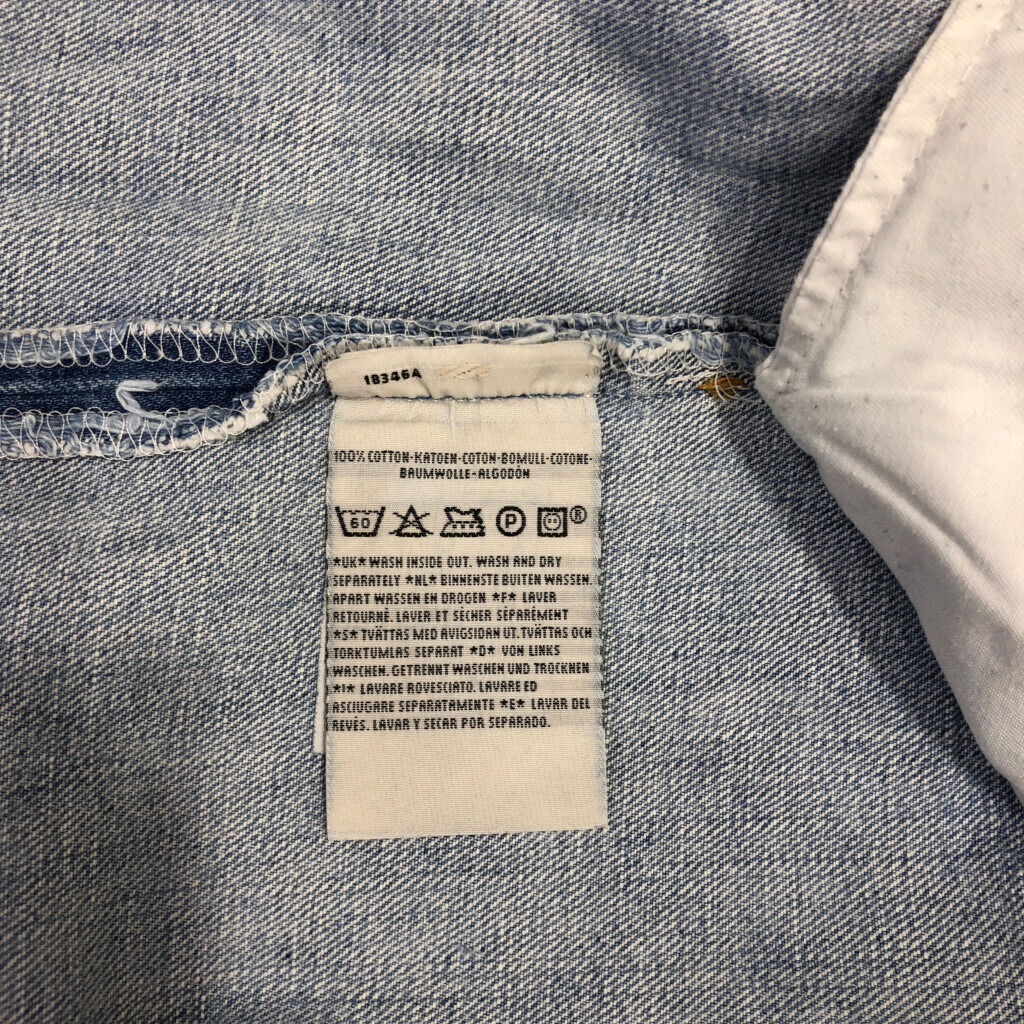 18346A
100% COTTON-KATOEN-COTON-BOMULL-COTONE-
BAUMWOLLE-ALGODÓN
60 P ®
*UK* WASH INSIDE OUT. WASH AND DRY
SEPARATELY *NL* BINNENSTE BUITEN WASSEN.
APART WASSEN EN DROGEN *F* LAVER
RETOURNÉ. LAVER ET SÉCHER SÉPARÉMENT
*S* TVÄTTAS MED AVIGSIDAN UT. TVÄTTAS OCH
TORKTUMLAS SEPARAT *D* VON LINKS
WASCHEN. GETRENNT WASCHEN UND TROCKNEN
*I* LAVARE ROVESCIATO. LAVARE ED
ASCIUGARE SEPARATAMENTE *E* LAVAR DEL
REVÉS. LAVAR Y SECAR POR SEPARADO.